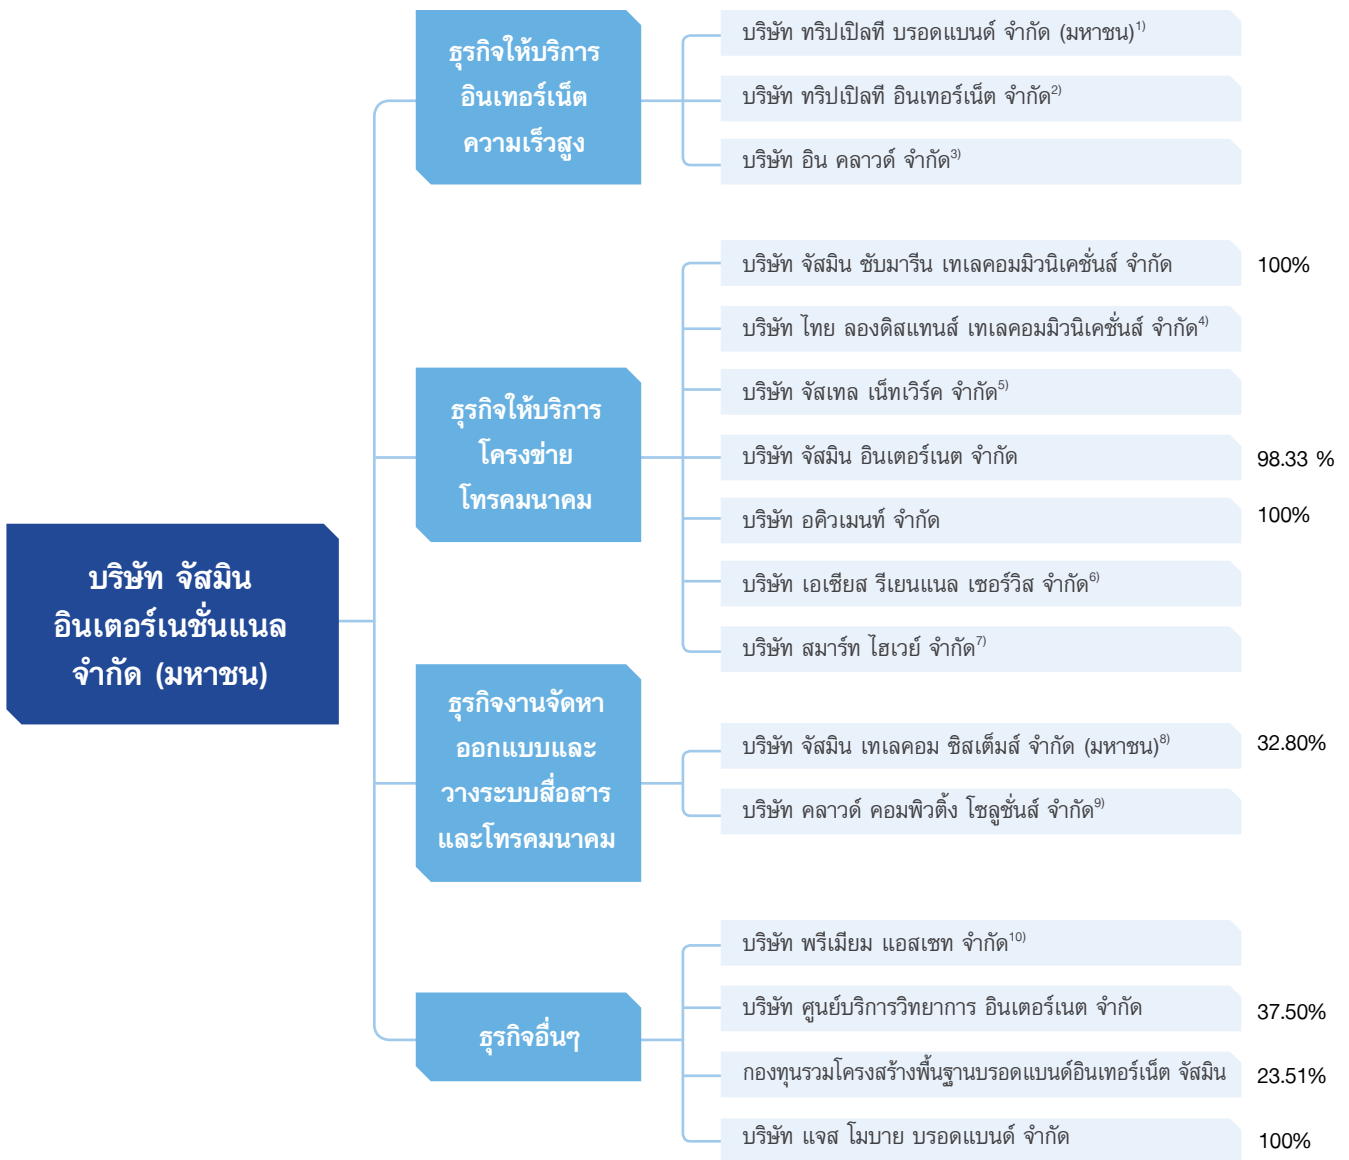 บริษัท จัสมิน
อินเตอร์เนชั่นแนล
จำกัด (มหาชน)
ธุรกิจให้บริการ
อินเทอร์เน็ต
ความเร็วสูง
บริษัท ทริปเปิลที บรอดแบนด์ จำกัด (มหาชน)1)
บริษัท ทริปเปิลที อินเทอร์เน็ต จำกัด2)
บริษัท อิน คลาวด์ จำกัด3)
ธุรกิจให้บริการ
โครงข่าย
โทรคมนาคม
บริษัท จัสมิน ซับมารีน เทเลคอมมิวนิเคชั่นส์ จำกัด 100%
บริษัท ไทย ลองดิสแทนส์ เทเลคอมมิวนิเคชั่นส์ จำกัด4)
บริษัท จัสเทล เน็ทเวิร์ค จำกัด5)
บริษัท จัสมิน อินเตอร์เนต จำกัด 98.33 %
บริษัท อคิวเมนท์ จำกัด 100%
บริษัท เอเซียส รีเยนแนล เซอร์วิส จำกัด6)
บริษัท สมาร์ท ไฮเวย์ จำกัด7)
ธุรกิจงานจัดหา
ออกแบบและ
วางระบบสื่อสาร
และโทรคมนาคม
บริษัท จัสมิน เทเลคอม ซิสเต็มส์ จำกัด (มหาชน)8) 32.80%
บริษัท คลาวด์ คอมพิวติ้ง โซลูชั่นส์ จำกัด9)
ธุรกิจอื่นๆ
บริษัท พรีเมียม แอสเซท จำกัด10)
บริษัท ศูนย์บริการวิทยาการ อินเตอร์เนต จำกัด 37.50%
กองทุนรวมโครงสร้างพื้นฐานบรอดแบนด์อินเทอร์เน็ต จัสมิน 23.51%
บริษัท แจส โมบาย บรอดแบนด์ จำกัด 100%